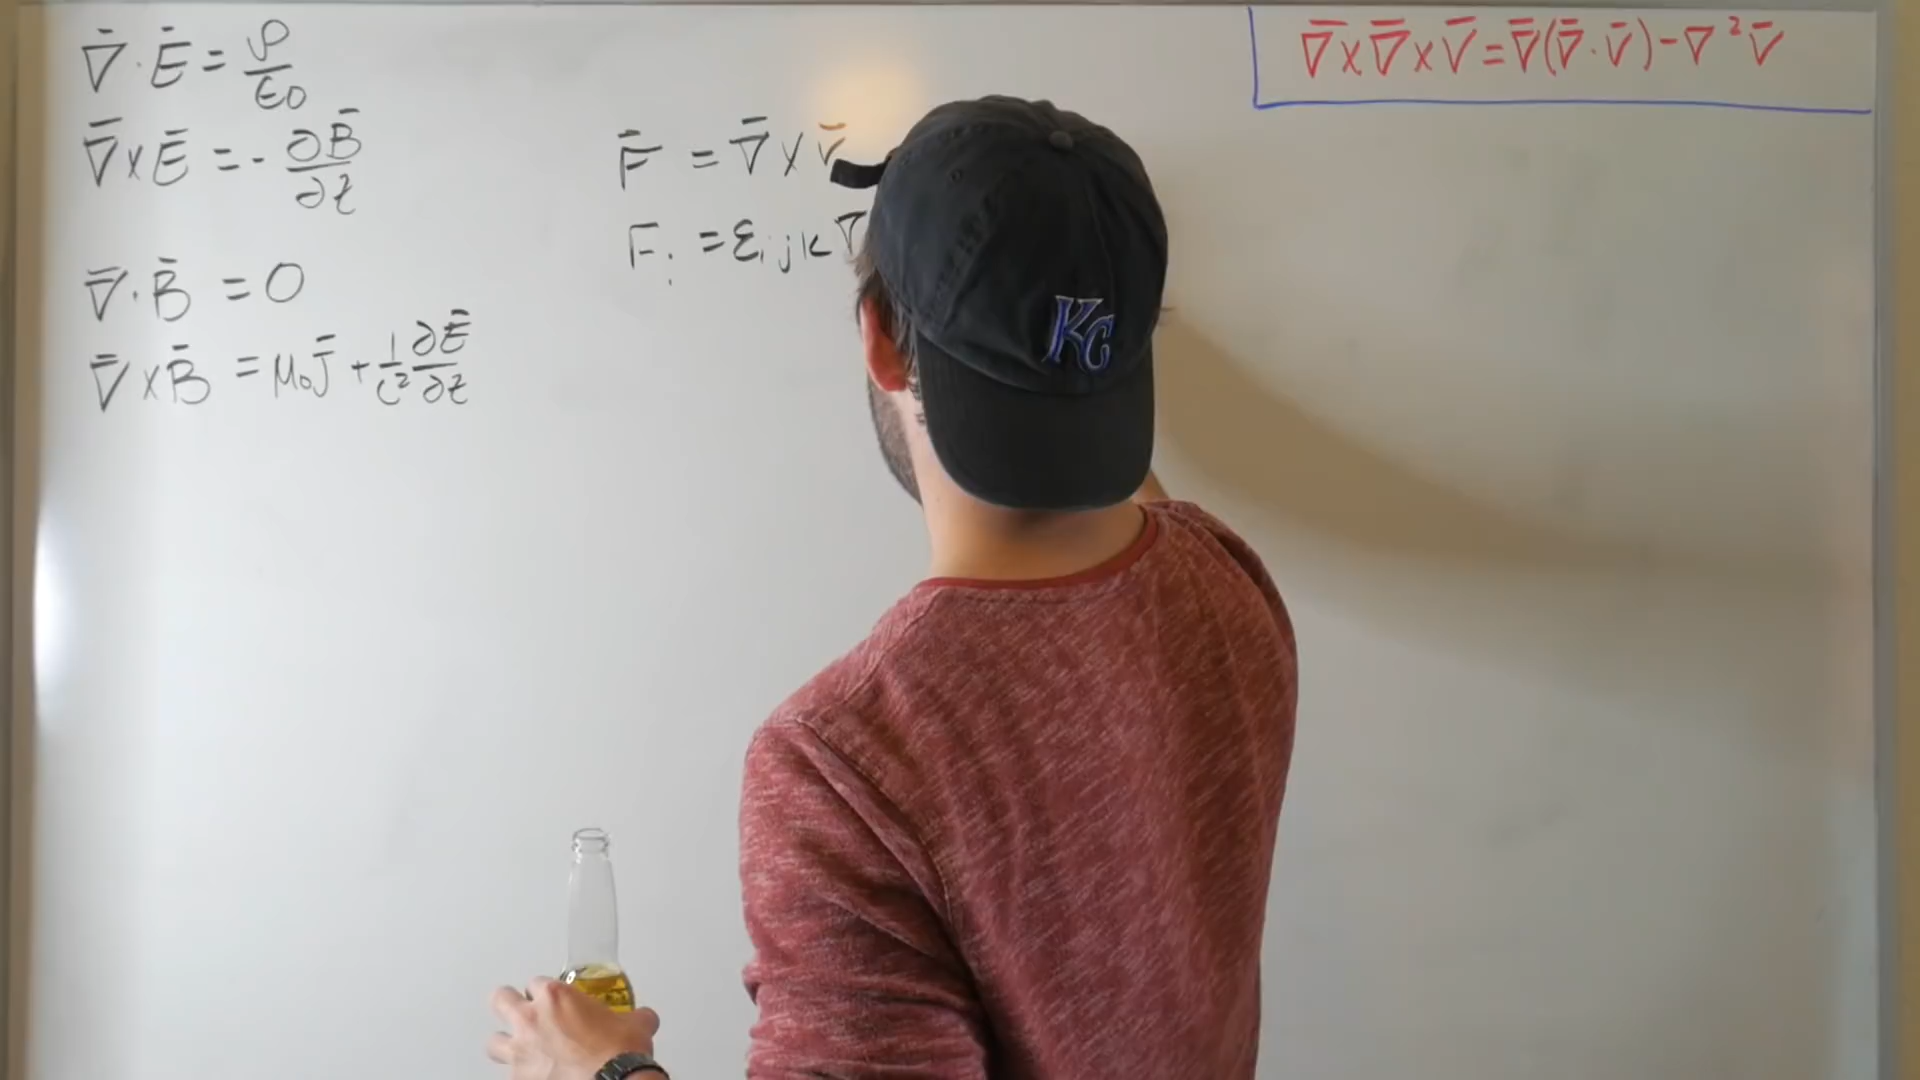 ∇̄·Ē = ρ/ε0
∇̄×Ē = - ∂B̄/∂t
∇̄·B̄ = 0
∇̄×B̄ = μ0J̄ + 1/c² ∂Ē/∂t
F̄ = ∇̄×v̄
Fi = εijk∇
∇̄×∇̄×V̄=∇̄(∇̄·V̄)-∇²V̄
KC